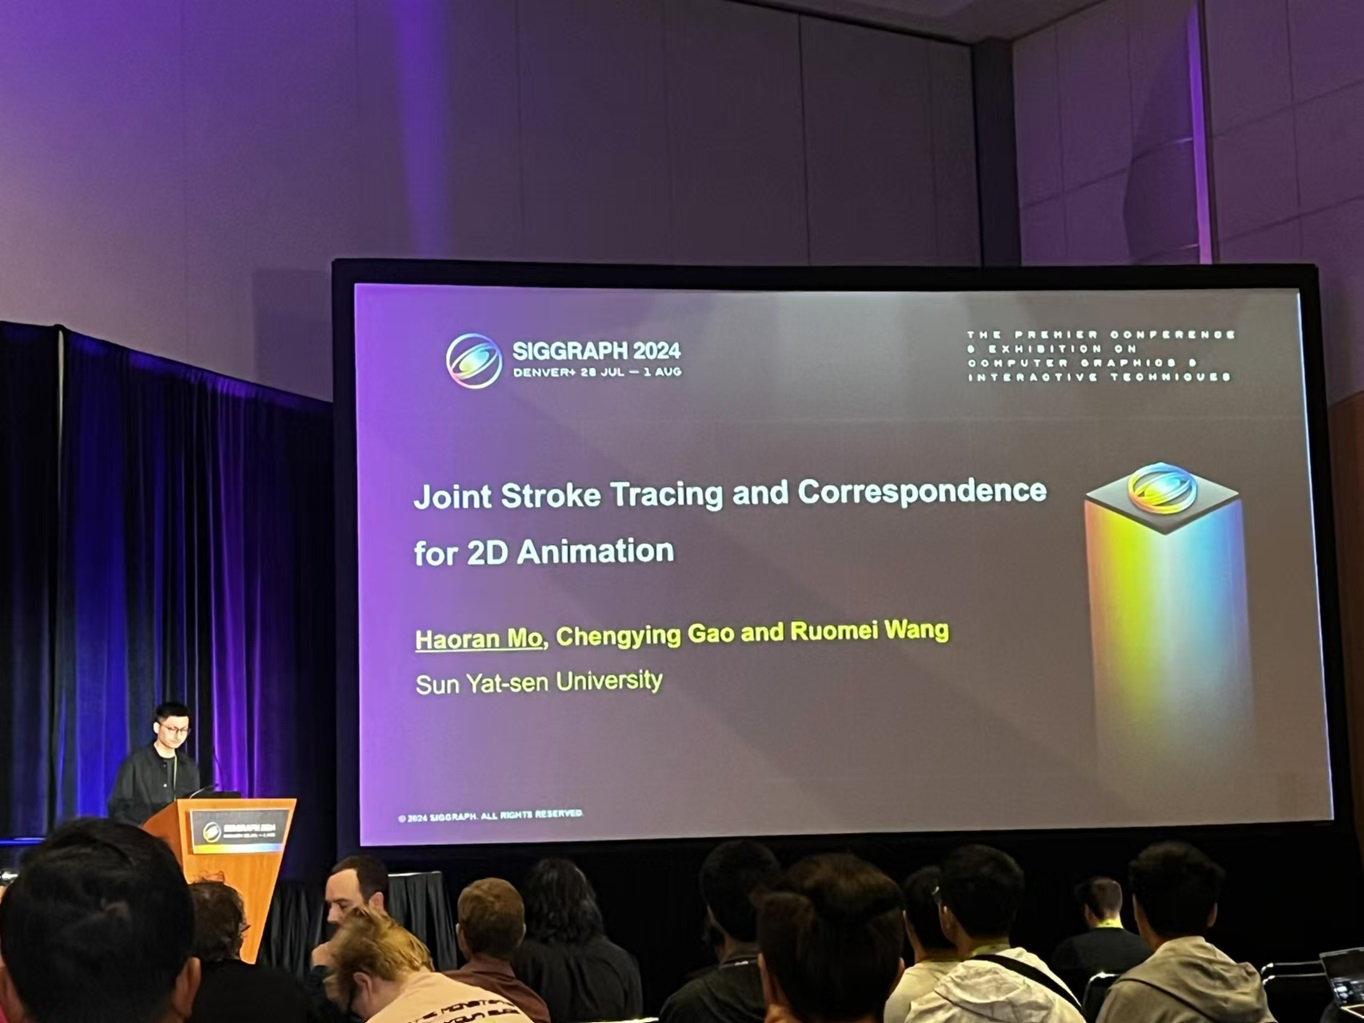 SIGGRAPH 2024
DENVER+ 28 JUL — 1 AUG
THE PREMIER CONFERENCE
& EXHIBITION ON
COMPUTER GRAPHICS &
INTERACTIVE TECHNIQUES
Joint Stroke Tracing and Correspondence
for 2D Animation
Haoran Mo, Chengying Gao and Ruomei Wang
Sun Yat-sen University
© 2024 SIGGRAPH. ALL RIGHTS RESERVED.
SIGGRAPH 2024